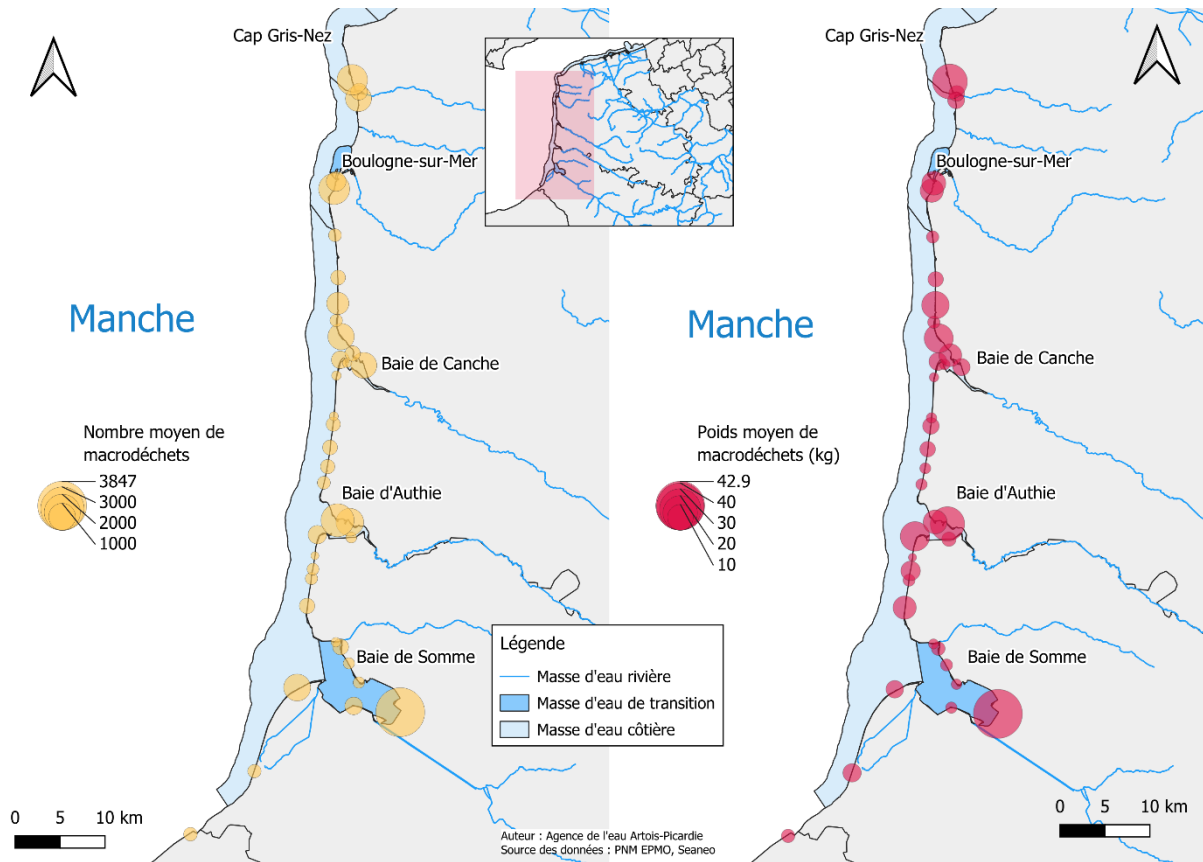 Cap Gris-Nez
Boulogne-sur-Mer
Manche
Baie de Canche
Nombre moyen de
macrodéchets
3847
3000
2000
1000
Baie d'Authie
Baie de Somme
0 5 10 km
Légende
Masse d'eau rivière
Masse d'eau de transition
Masse d'eau côtière
Auteur : Agence de l'eau Artois-Picardie
Source des données : PNM EPMO, Seaneo
Cap Gris-Nez
Boulogne-sur-Mer
Manche
Baie de Canche
Poids moyen de
macrodéchets (kg)
42.9
40
30
20
10
Baie d'Authie
Baie de Somme
0 5 10 km